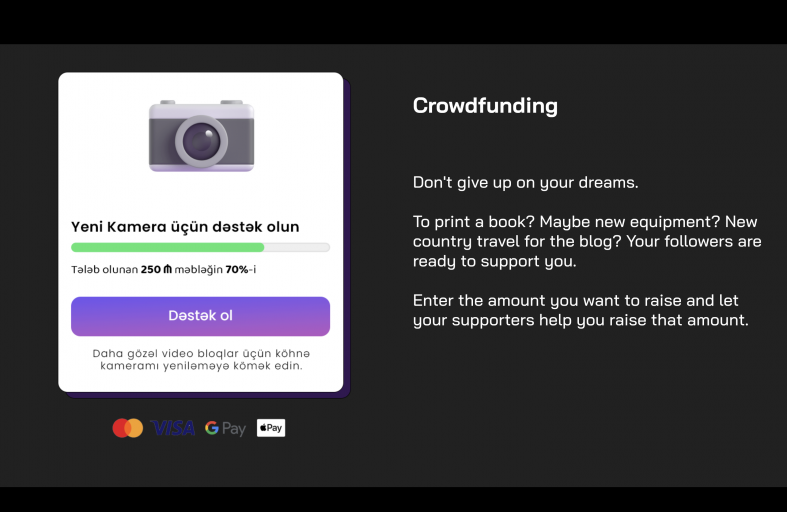 Crowdfunding
Don't give up on your dreams.
To print a book? Maybe new equipment? New
country travel for the blog? Your followers are
ready to support you.
Enter the amount you want to raise and let
your supporters help you raise that amount.
Yeni Kamera üçün dəstək olun
Tələb olunan 250 ₼ məbləğin 70%-i
Dəstək ol
Daha gözəl video bloqlar üçün köhnə
kameramı yeniləməyə kömək edin.
VISA G Pay Pay